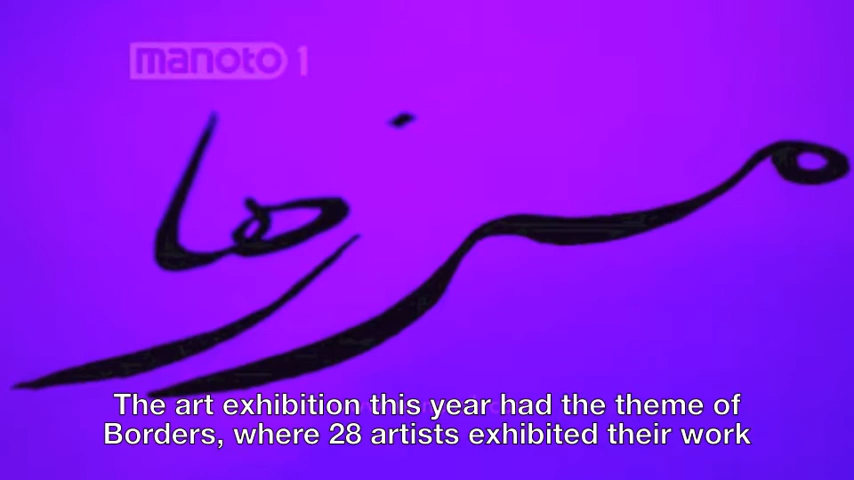 manoto 1
مرزها
The art exhibition this year had the theme of
Borders, where 28 artists exhibited their work